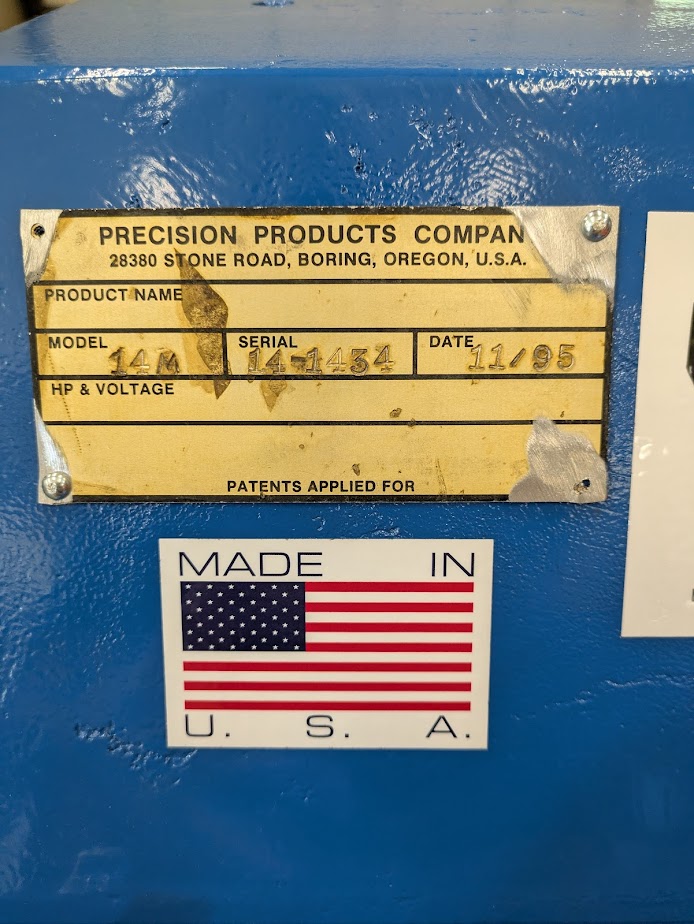 PRECISION PRODUCTS COMPAN
28380 STONE ROAD, BORING, OREGON, U.S.A.
PRODUCT NAME
MODEL 14M SERIAL 14-1434 DATE 11/95
HP & VOLTAGE
PATENTS APPLIED FOR
MADE IN
U. S. A.